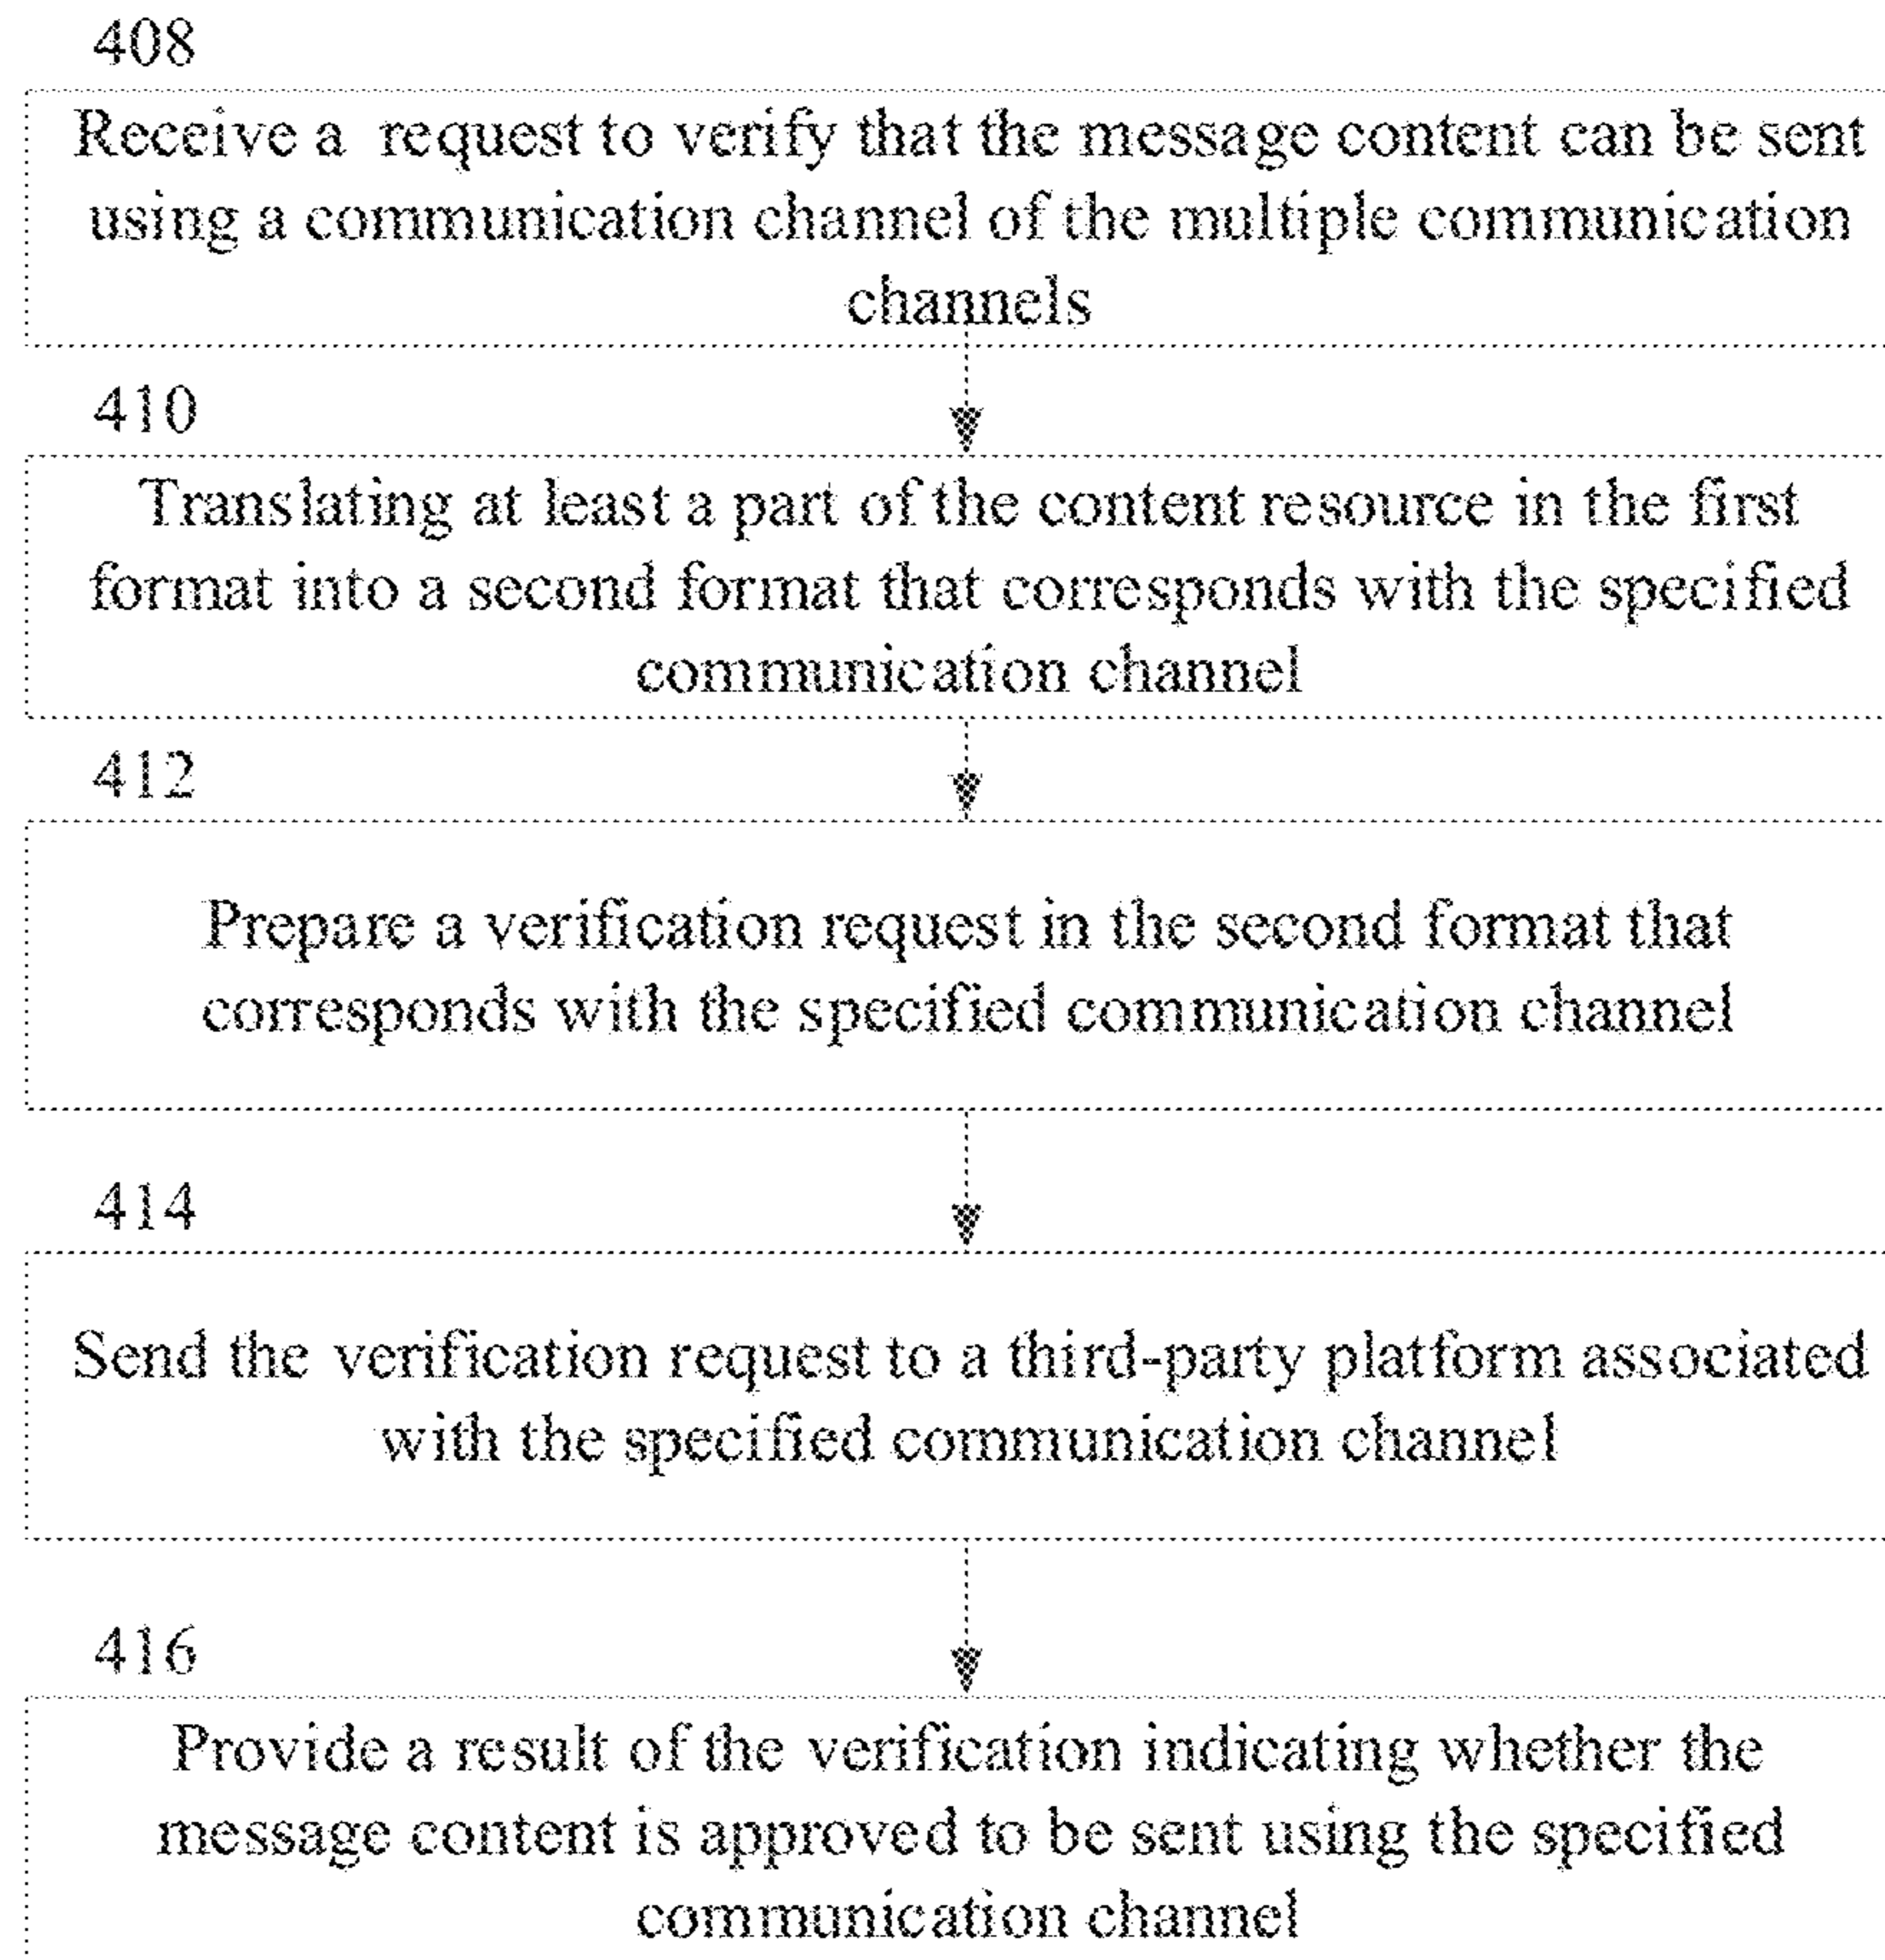 408
Receive a request to verify that the message content can be sent
using a communication channel of the multiple communication
channels
410
Translating at least a part of the content resource in the first
format into a second format that corresponds with the specified
communication channel
412
Prepare a verification request in the second format that
corresponds with the specified communication channel
414
Send the verification request to a third-party platform associated
with the specified communication channel
416
Provide a result of the verification indicating whether the
message content is approved to be sent using the specified
communication channel